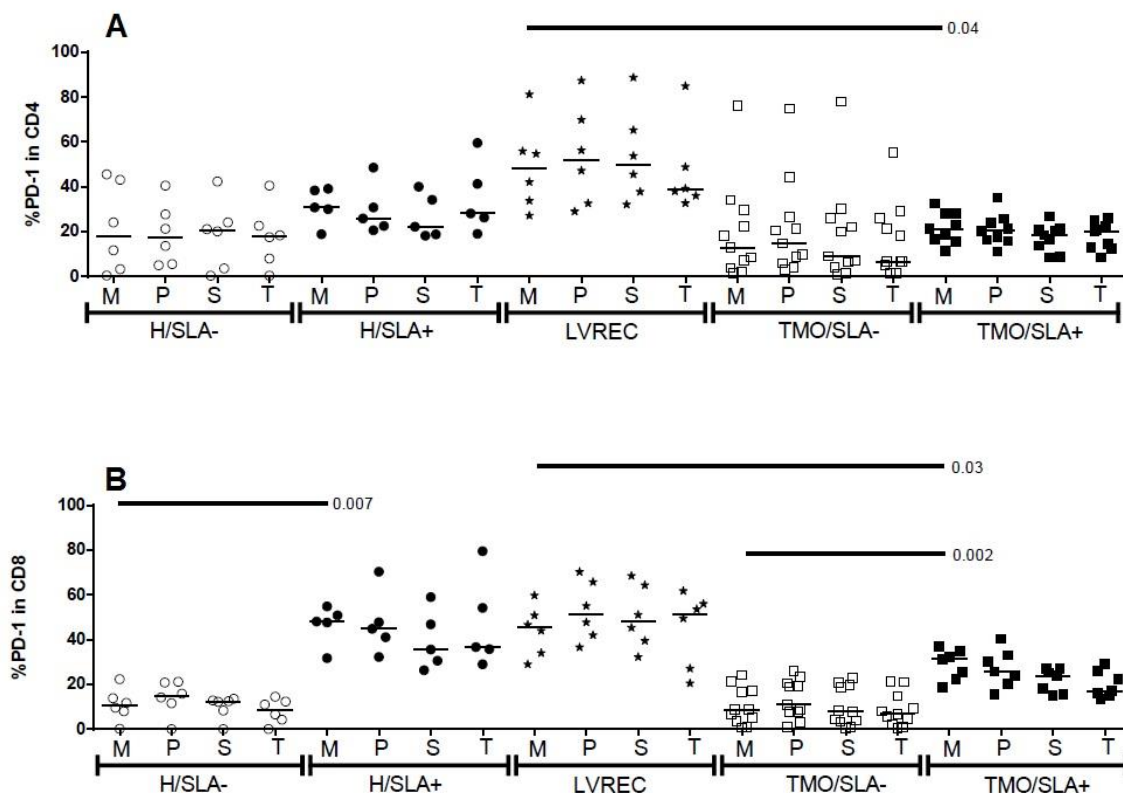 A
0.04
100
80
60
40
20
0
%PD-1 in CD4
M P S T M P S T M P S T M P S T M P S T
H/SLA- H/SLA+ LVREC TMO/SLA- TMO/SLA+
B
0.03
0.007
0.002
100
80
60
40
20
0
%PD-1 in CD8
M P S T M P S T M P S T M P S T M P S T
H/SLA- H/SLA+ LVREC TMO/SLA- TMO/SLA+